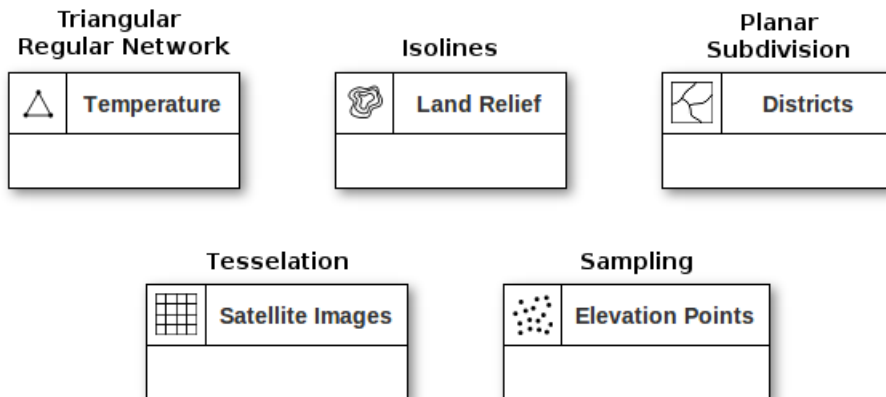 Triangular
Regular Network
Isolines
Planar
Subdivision
Temperature
Land Relief
Districts
Tesselation
Sampling
Satellite Images
Elevation Points